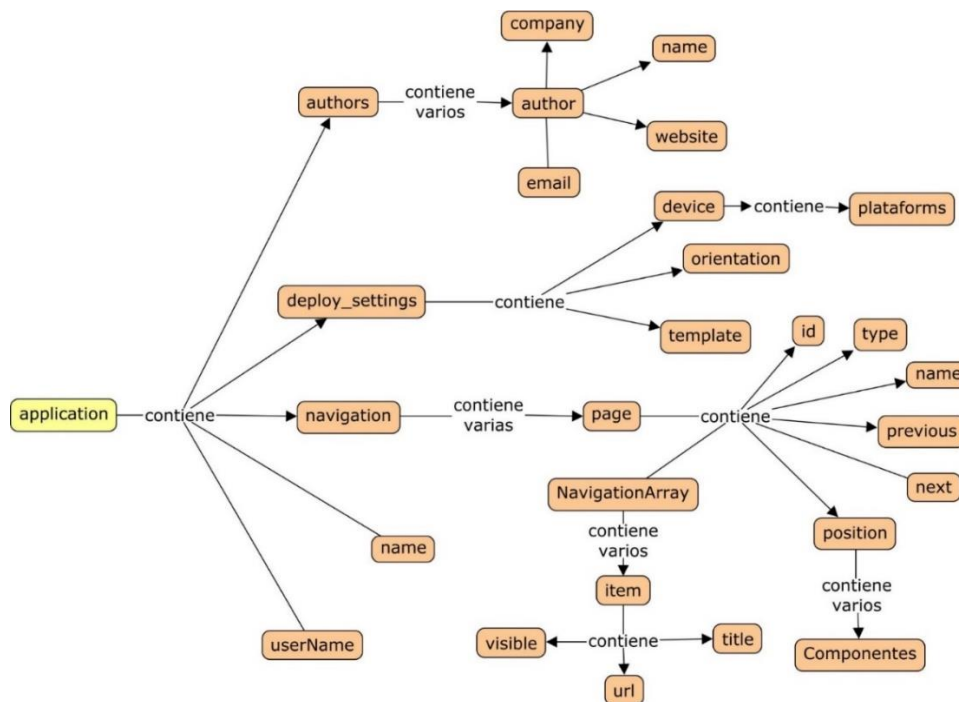 company
name
authors
contiene
varios
author
website
email
device
contiene
plataforms
orientation
deploy_settings
contiene
template
id
type
name
application
contiene
navigation
contiene
varias
page
contiene
previous
next
NavigationArray
position
name
contiene
varios
item
contiene
varios
userName
visible
contiene
title
Componentes
url